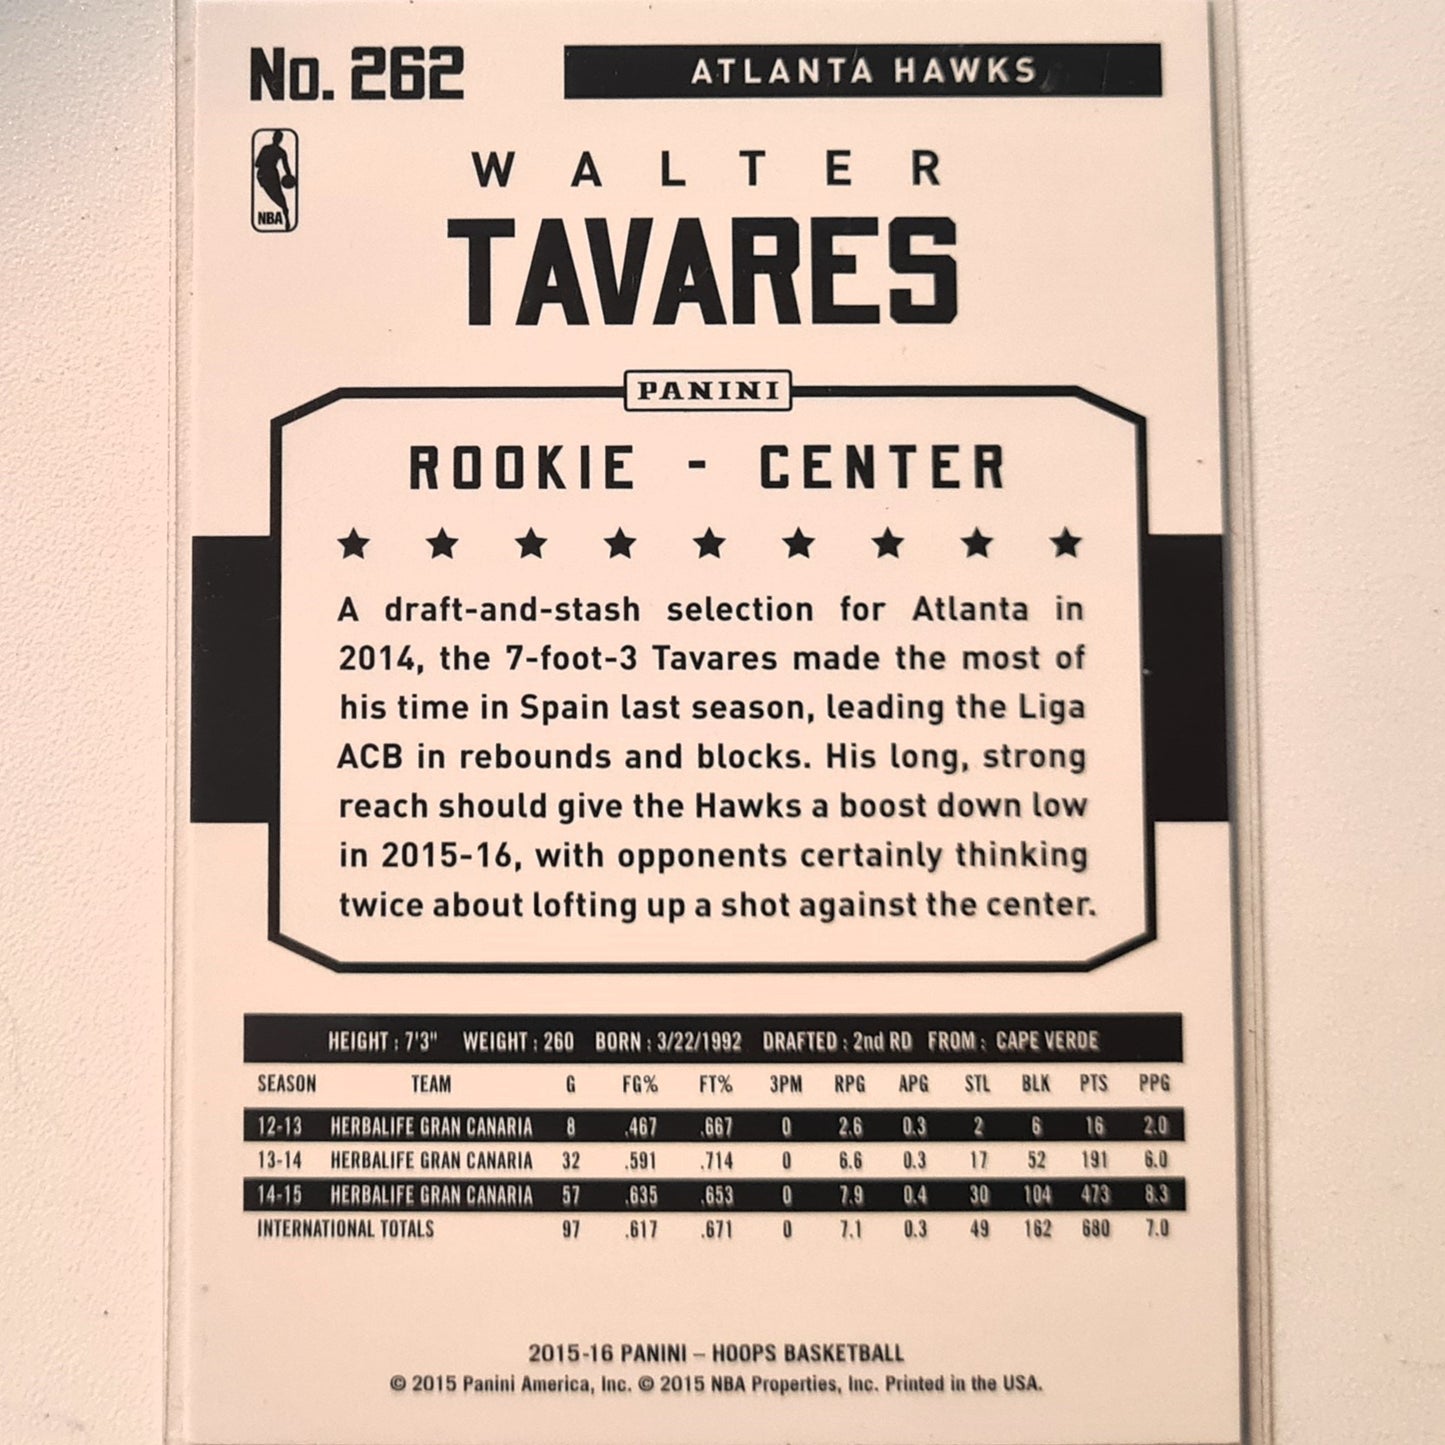 No. 262
ATLANTA HAWKS
NBA
WALTER
TAVARES
PANINI
ROOKIE - CENTER
A draft-and-stash selection for Atlanta in
2014, the 7-foot-3 Tavares made the most of
his time in Spain last season, leading the Liga
ACB in rebounds and blocks. His long, strong
reach should give the Hawks a boost down low
in 2015-16, with opponents certainly thinking
twice about lofting up a shot against the center.
HEIGHT : 7'3" WEIGHT : 260 BORN : 3/22/1992 DRAFTED : 2nd RD FROM : CAPE VERDE
SEASON TEAM G FG% FT% 3PM RPG APG STL BLK PTS PPG
12-13 HERBALIFE GRAN CANARIA 8 .467 .667 0 2.6 0.3 2 6 16 2.0
13-14 HERBALIFE GRAN CANARIA 32 .591 .714 0 6.6 0.3 17 52 191 6.0
14-15 HERBALIFE GRAN CANARIA 57 .635 .653 0 7.9 0.4 30 104 473 8.3
INTERNATIONAL TOTALS 97 .617 .671 0 7.1 0.3 49 162 680 7.0
2015-16 PANINI – HOOPS BASKETBALL
© 2015 Panini America, Inc. © 2015 NBA Properties, Inc. Printed in the USA.